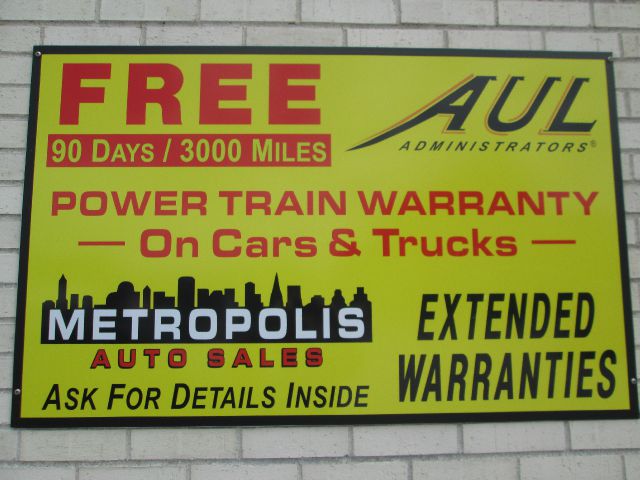 FREE
90 DAYS / 3000 MILES
AUL
ADMINISTRATORS®
POWER TRAIN WARRANTY
— On Cars & Trucks —
METROPOLIS
AUTO SALES
ASK FOR DETAILS INSIDE
EXTENDED
WARRANTIES